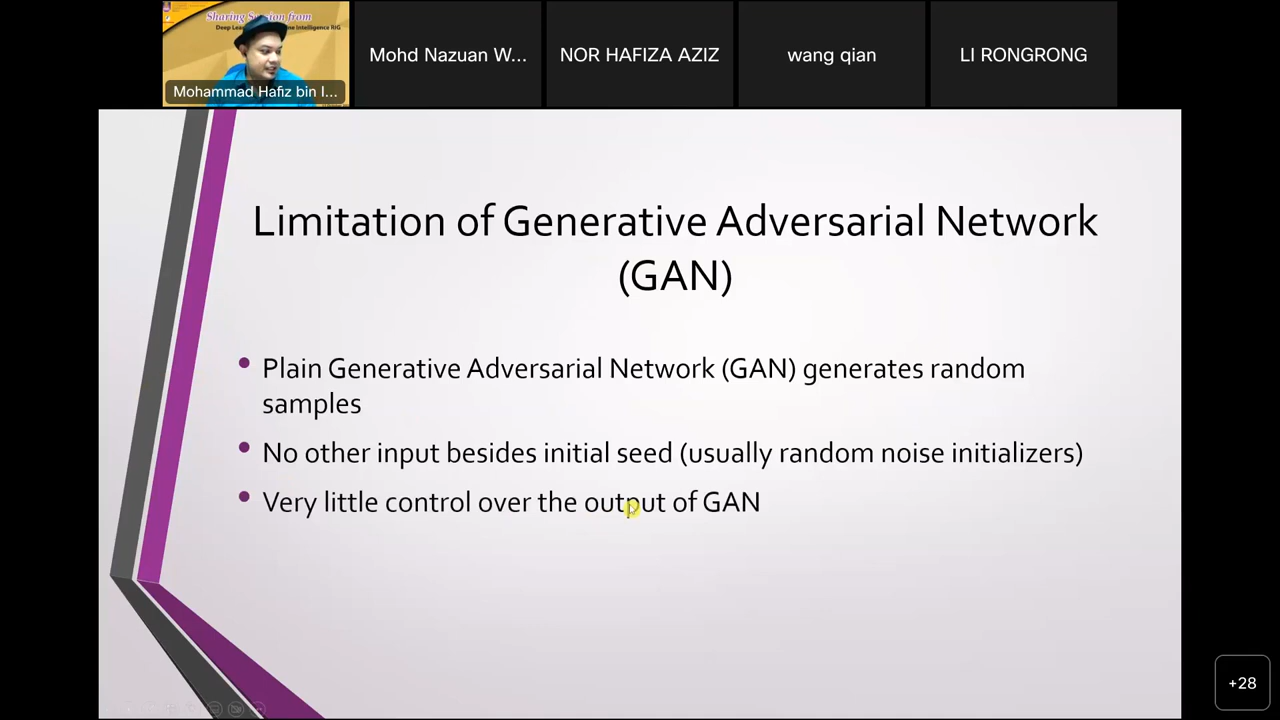 Sharing Session from
Mohammad Hafiz bin I...
Mohd Nazuan W...
NOR HAFIZA AZIZ
wang qian
LI RONGRONG
Limitation of Generative Adversarial Network
(GAN)
• Plain Generative Adversarial Network (GAN) generates random
samples
• No other input besides initial seed (usually random noise initializers)
• Very little control over the output of GAN
+28